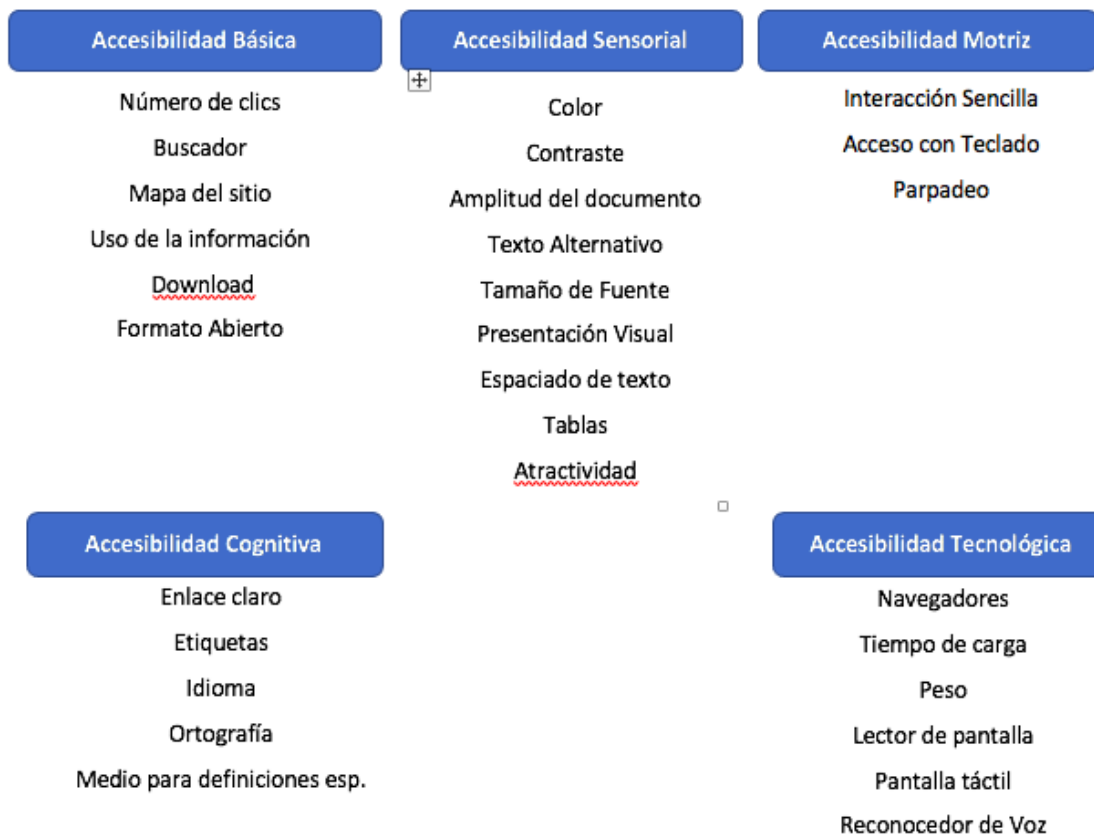 Accesibilidad Básica
Número de clics
Buscador
Mapa del sitio
Uso de la información
Download
Formato Abierto
Accesibilidad Sensorial
Color
Contraste
Amplitud del documento
Texto Alternativo
Tamaño de Fuente
Presentación Visual
Espaciado de texto
Tablas
Atractividad
Accesibilidad Motriz
Interacción Sencilla
Acceso con Teclado
Parpadeo
Accesibilidad Cognitiva
Enlace claro
Etiquetas
Idioma
Ortografía
Medio para definiciones esp.
Accesibilidad Tecnológica
Navegadores
Tiempo de carga
Peso
Lector de pantalla
Pantalla táctil
Reconocedor de Voz